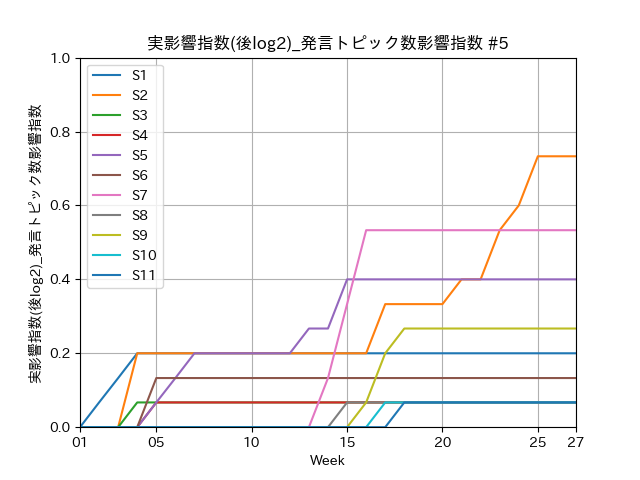 実影響指数(後log2)_発言トピック数影響指数 #5
実影響指数(後log2)_発言トピック数影響指数
1.0
0.8
0.6
0.4
0.2
0.0
S1
S2
S3
S4
S5
S6
S7
S8
S9
S10
S11
01 05 10 15 20 25 27
Week